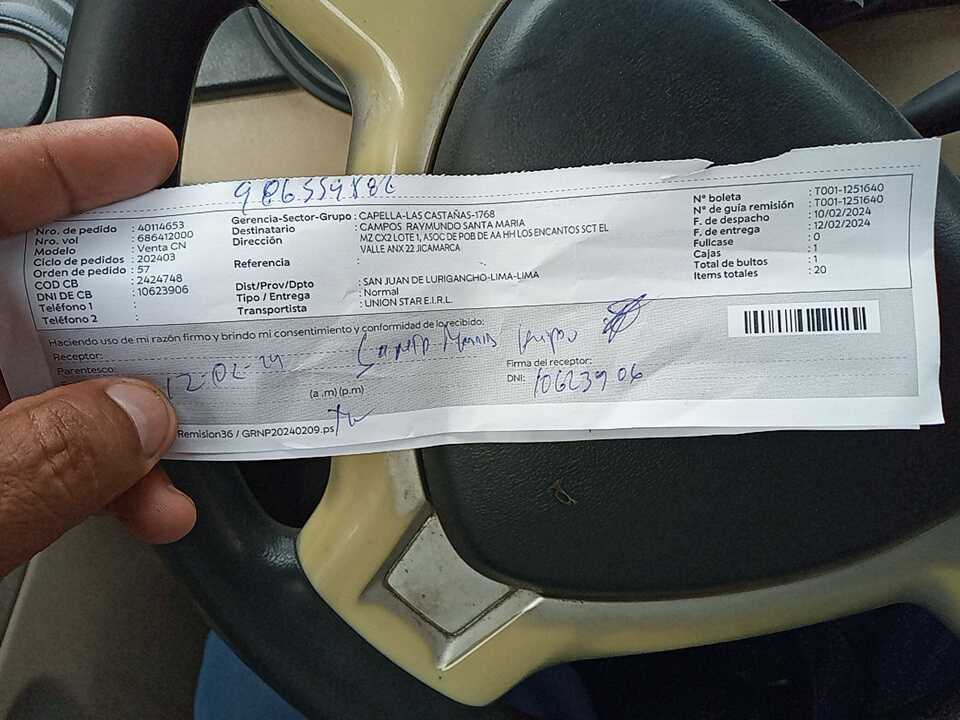 986559886
Nro. de pedido : 40114653
Nro. vol : 686412000
Modelo : Venta CN
Ciclo de pedidos : 202403
Orden de pedido : 57
COD CB : 2424748
DNI DE CB : 10623906
Teléfono 1 :
Teléfono 2 :
Gerencia-Sector-Grupo : CAPELLA-LAS CASTAÑAS-1768
Destinatario : CAMPOS RAYMUNDO SANTA MARIA
Dirección : MZ CX2 LOTE 1, ASOC DE POB DE AA HH LOS ENCANTOS SCT EL
VALLE ANX 22 JICAMARCA
Referencia :
Dist/Prov/Dpto : SAN JUAN DE LURIGANCHO-LIMA-LIMA
Tipo / Entrega : Normal
Transportista : UNION STAR E.I.R.L.
N° boleta : T001-1251640
N° de guía remisión : T001-1251640
F. de despacho : 10/02/2024
F. de entrega : 12/02/2024
Fullcase : 0
Cajas : 1
Total de bultos : 1
Items totales : 20
Haciendo uso de mi razón firmo y brindo mi consentimiento y conformidad de lo recibido:
Receptor:
Parentesco:
12-02-24
(a .m) (p.m)
Firma del receptor:
DNI: 10623906
Remision36 / GRNP20240209.ps